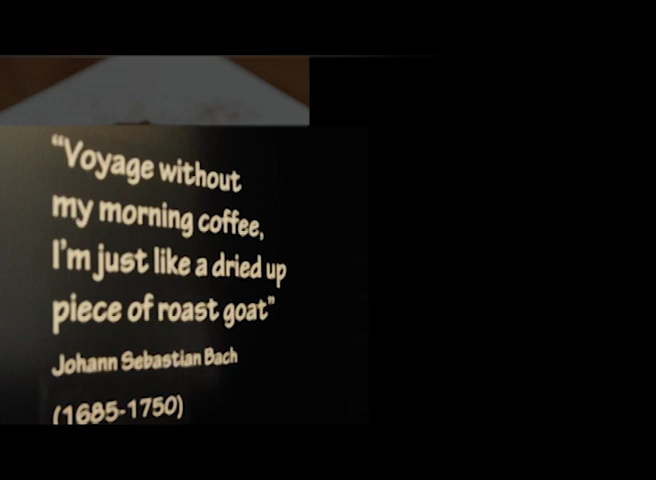 “Voyage without
my morning coffee,
I'm just like a dried up
piece of roast goat”
Johann Sebastian Bach
(1685-1750)